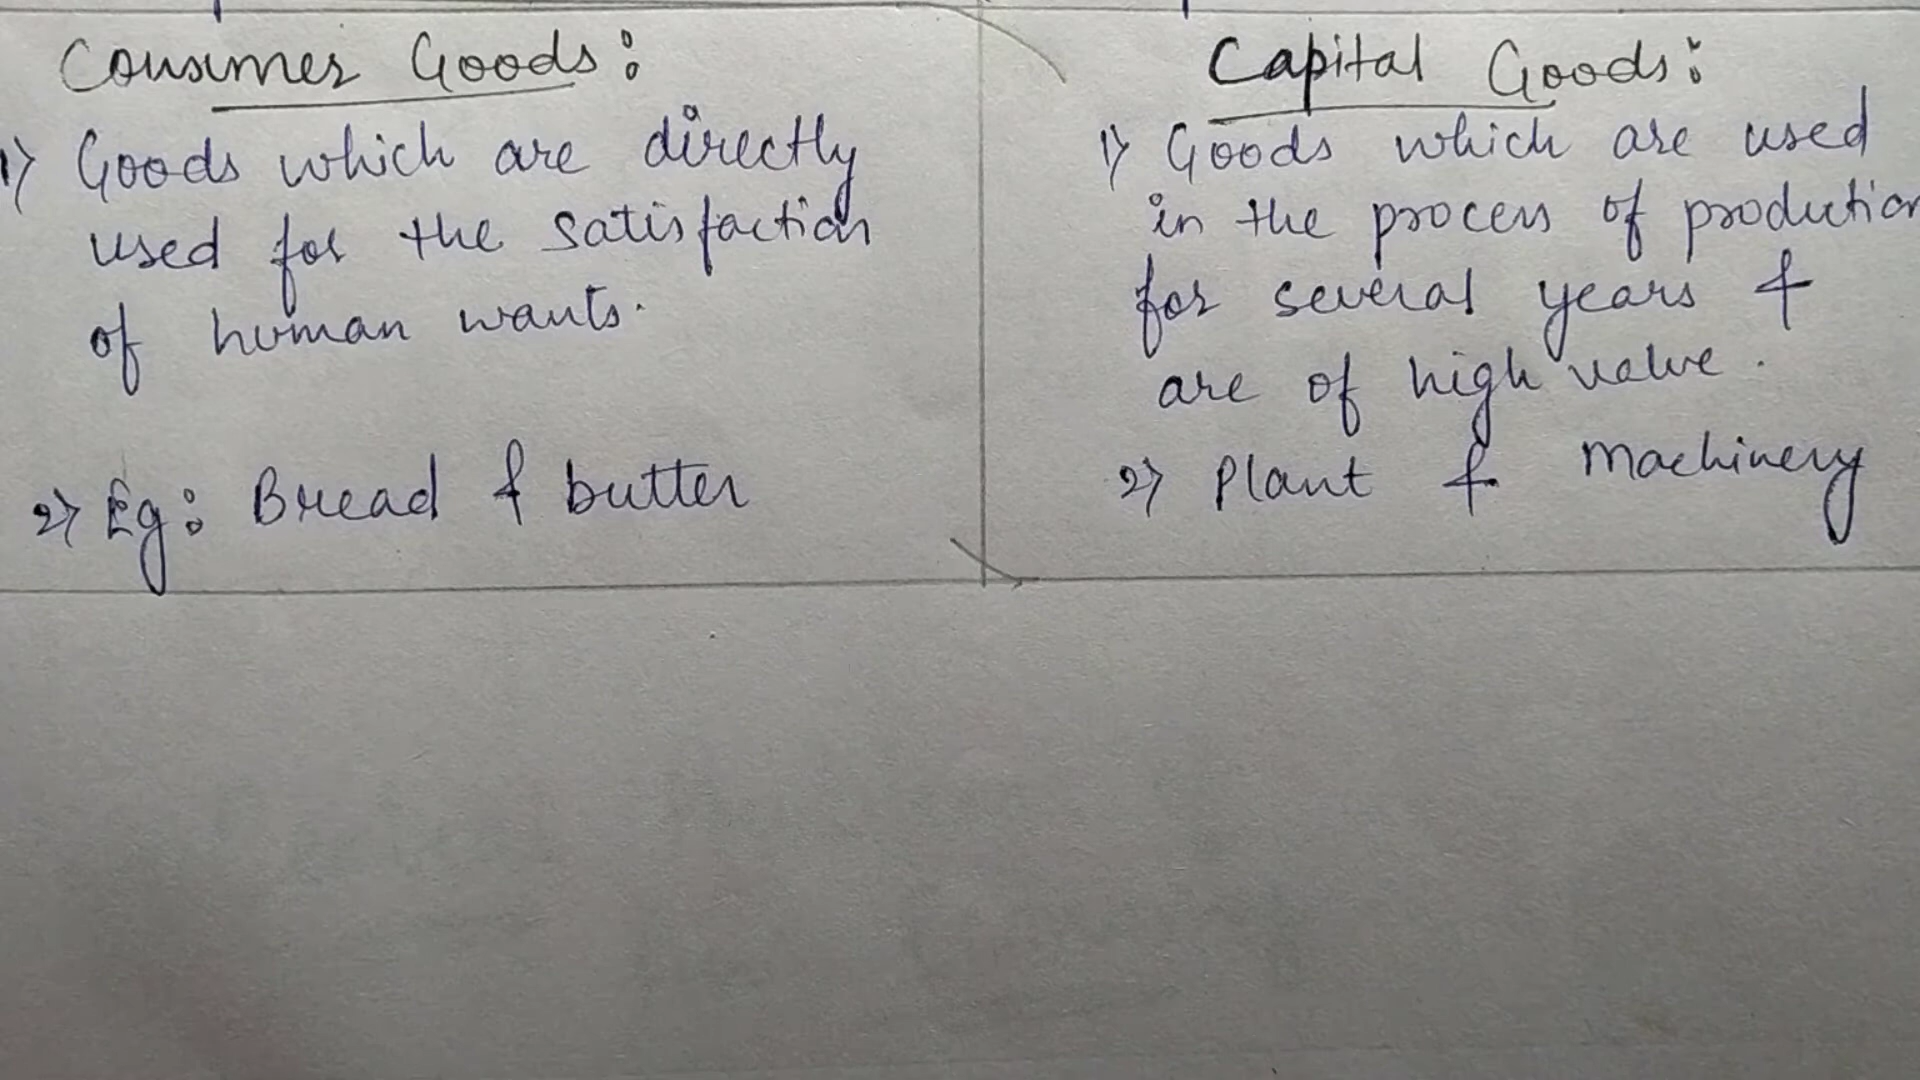 Consumer Goods:
1) Goods which are directly
used for the satisfaction
of human wants.
2) Eg: Bread & butter
Capital Goods:
1) Goods which are used
in the process of production
for several years &
are of high value.
2) Plant & Machinery